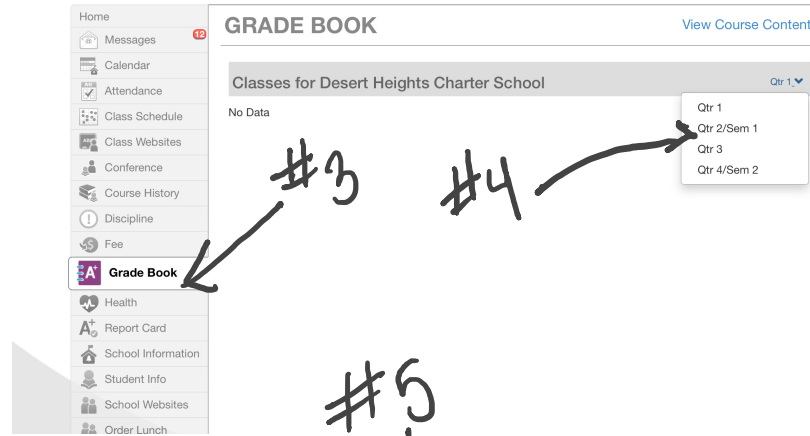 Home
Messages 12
Calendar
Attendance
Class Schedule
Class Websites
Conference
Course History
Discipline
Fee
Grade Book
Health
Report Card
School Information
Student Info
School Websites
Order Lunch
GRADE BOOK
View Course Content
Classes for Desert Heights Charter School
Qtr 1
No Data
Qtr 1
Qtr 2/Sem 1
Qtr 3
Qtr 4/Sem 2
#3
#4
#5